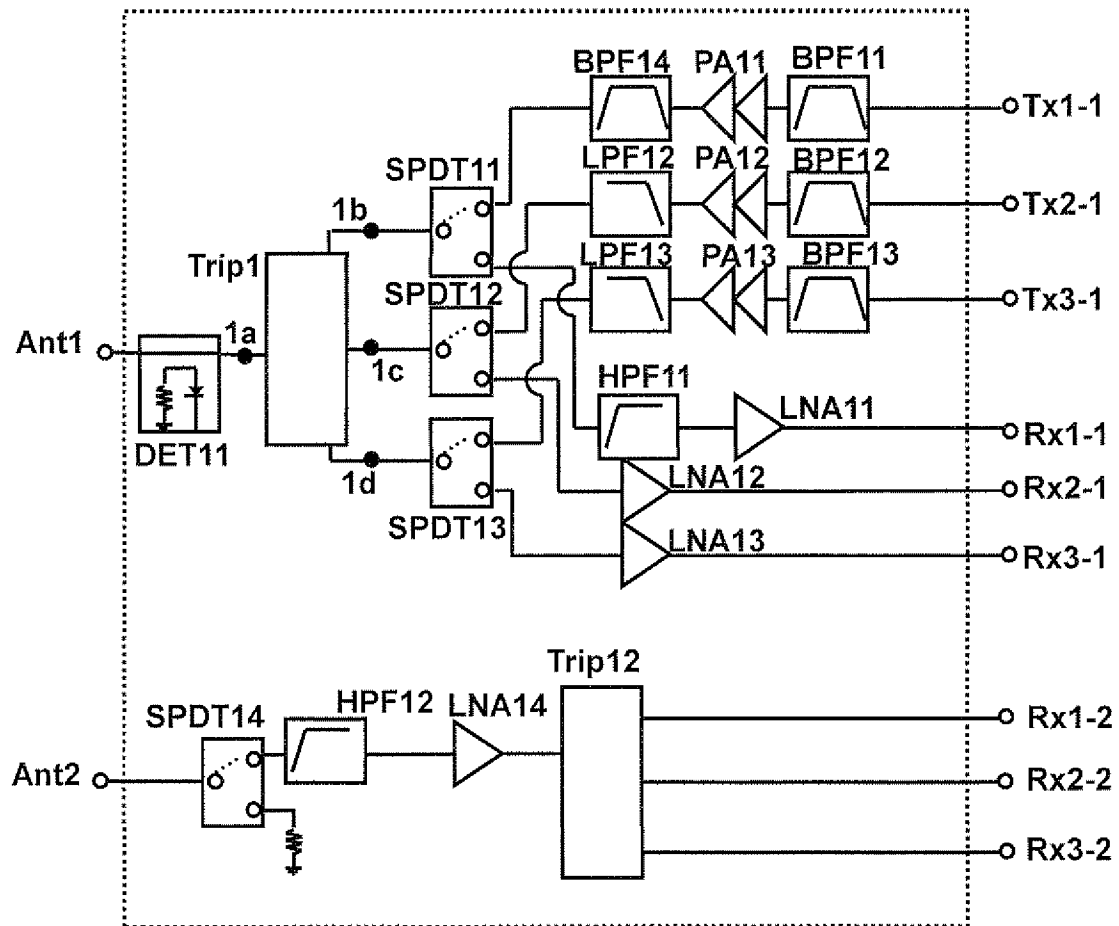 BPF14
PA11
BPF11
Tx1-1
SPDT11
LPF12
PA12
BPF12
Tx2-1
1b
Trip1
SPDT12
LPF13
PA13
BPF13
Tx3-1
Ant1
1a
1c
HPF11
LNA11
Rx1-1
DET11
1d
LNA12
Rx2-1
SPDT13
LNA13
Rx3-1
Trip12
SPDT14
HPF12
LNA14
Rx1-2
Ant2
Rx2-2
Rx3-2